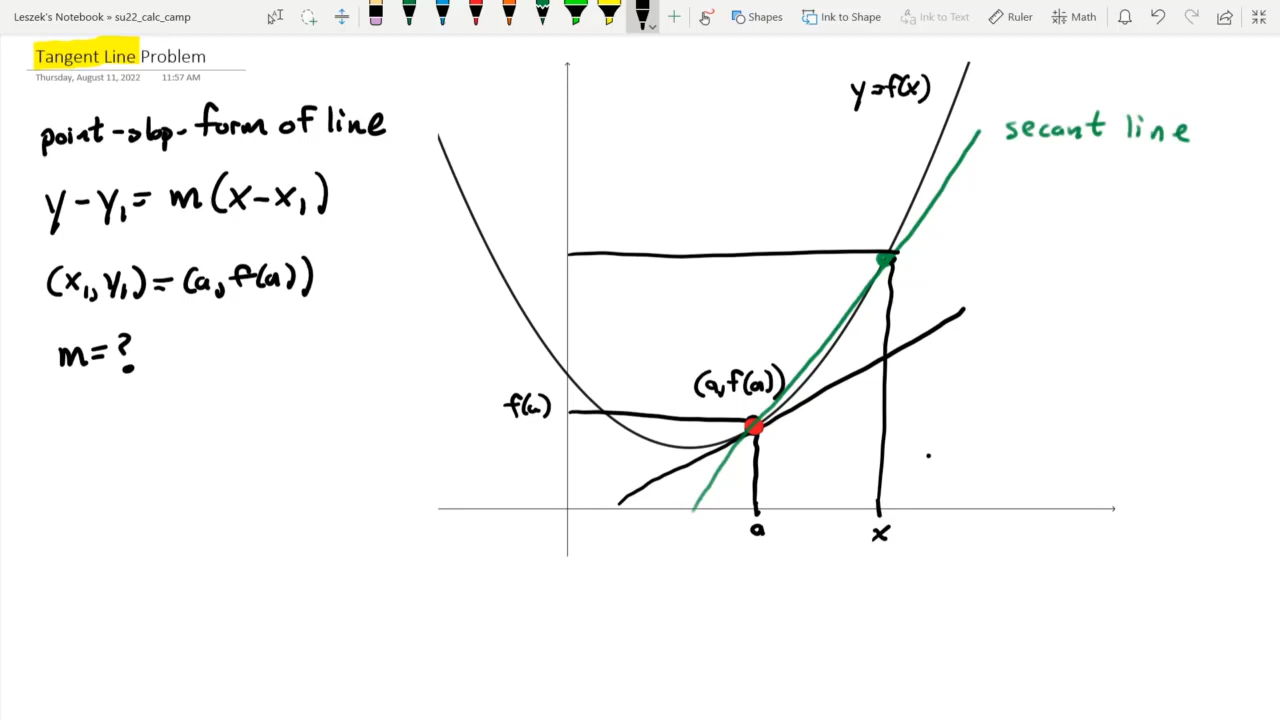 Leszek's Notebook » su22_calc_camp
Shapes
Ink to Shape
Ink to Text
Ruler
Math
Tangent Line Problem
Thursday, August 11, 2022 11:57 AM
point-slop- form of line
y-y₁= m(x-x₁)
(x₁,y₁)=(a,f(a))
m=?
y=f(x)
secant line
(a,f(a))
f(a)
a
x